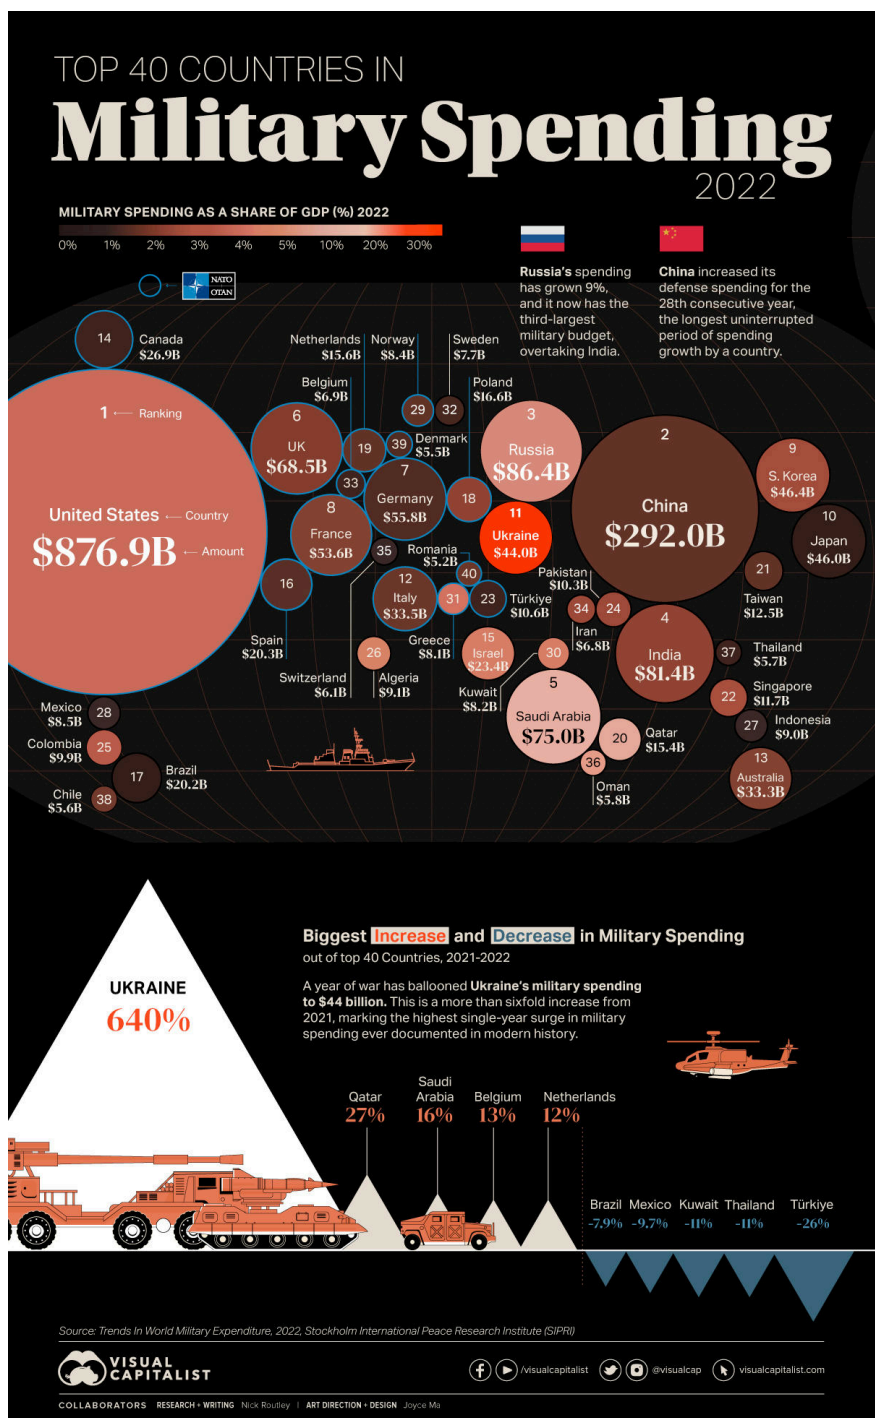 TOP 40 COUNTRIES IN
Military Spending
2022
MILITARY SPENDING AS A SHARE OF GDP (%) 2022
0% 1% 2% 3% 4% 5% 10% 20% 30%
NATO
OTAN
Russia's spending
has grown 9%,
and it now has the
third-largest
military budget,
overtaking India.
China increased its
defense spending for the
28th consecutive year,
the longest uninterrupted
period of spending
growth by a country.
14
Canada
$26.9B
1 Ranking
United States Country
$876.9B Amount
Netherlands
$15.6B
19
Norway
$8.4B
29
Sweden
$7.7B
32
Belgium
$6.9B
33
Poland
$16.6B
18
39
Denmark
$5.5B
6
UK
$68.5B
7
Germany
$55.8B
8
France
$53.6B
3
Russia
$86.4B
11
Ukraine
$44.0B
2
China
$292.0B
9
S. Korea
$46.4B
10
Japan
$46.0B
35
Switzerland
$6.1B
Romania
$5.2B
40
12
Italy
$33.5B
31
Greece
$8.1B
23
Türkiye
$10.6B
16
Spain
$20.3B
26
Algeria
$9.1B
15
Israel
$23.4B
30
Kuwait
$8.2B
Pakistan
$10.3B
24
34
Iran
$6.8B
21
Taiwan
$12.5B
4
India
$81.4B
37
Thailand
$5.7B
22
Singapore
$11.7B
27
Indonesia
$9.0B
13
Australia
$33.3B
5
Saudi Arabia
$75.0B
20
Qatar
$15.4B
36
Oman
$5.8B
Mexico
$8.5B
28
Colombia
$9.9B
25
17
Brazil
$20.2B
Chile
$5.6B
38
UKRAINE
640%
Biggest Increase and Decrease in Military Spending
out of top 40 Countries, 2021-2022
A year of war has ballooned Ukraine's military spending
to $44 billion. This is a more than sixfold increase from
2021, marking the highest single-year surge in military
spending ever documented in modern history.
Qatar
27%
Saudi
Arabia
16%
Belgium
13%
Netherlands
12%
Brazil Mexico Kuwait Thailand Türkiye
-7.9% -9.7% -11% -11% -26%
Source: Trends In World Military Expenditure, 2022, Stockholm International Peace Research Institute (SIPRI)
VISUAL
CAPITALIST
/visualcapitalist @visualcap visualcapitalist.com
COLLABORATORS RESEARCH + WRITING Nick Routley | ART DIRECTION + DESIGN Joyce Ma